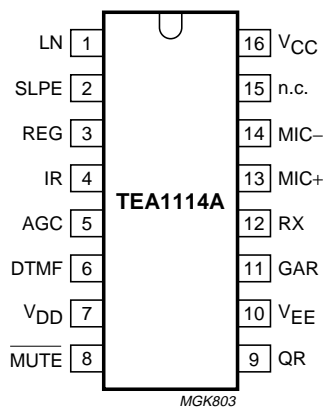 LN 1 16 VCC
SLPE 2 15 n.c.
REG 3 14 MIC−
IR 4 13 MIC+
TEA1114A
AGC 5 12 RX
DTMF 6 11 GAR
VDD 7 10 VEE
MUTE 8 9 QR
MGK803